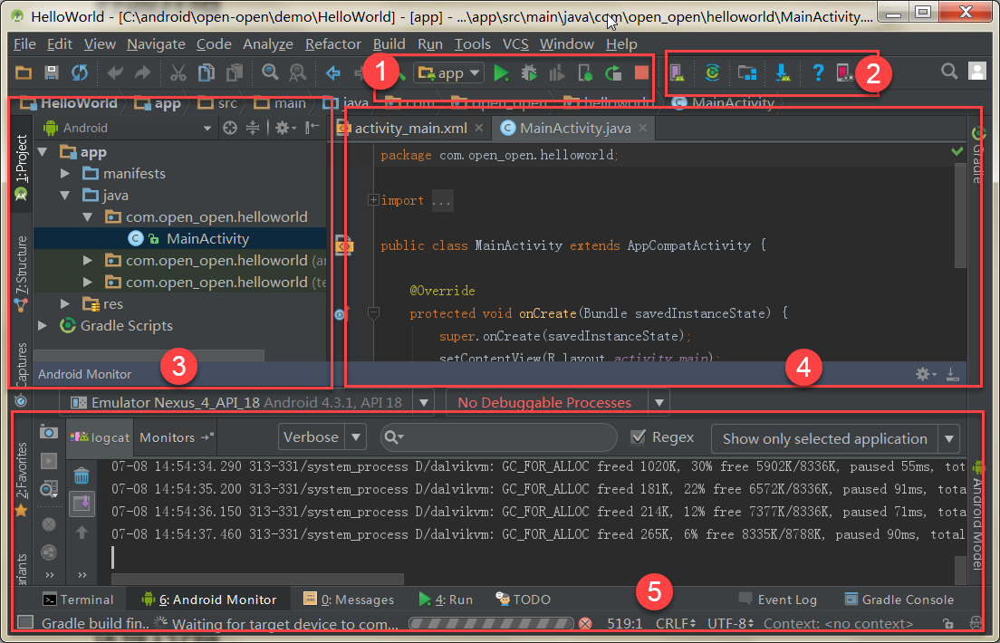 HelloWorld - [C:\android\open-open\demo\HelloWorld] - [app] - ...\app\src\main\java\com\open_open\helloworld\MainActivity....
File Edit View Navigate Code Analyze Refactor Build Run Tools VCS Window Help
1 app 2
HelloWorld app src main java com open_open helloworld MainActivity
Android
activity_main.xml MainActivity.java
1: Project
Z: Structure
Captures
app
manifests
java
com.open_open.helloworld
MainActivity
com.open_open.helloworld (ar
com.open_open.helloworld (te
res
Gradle Scripts
3
package com.open_open.helloworld;
import ...
public class MainActivity extends AppCompatActivity {
@Override
protected void onCreate(Bundle savedInstanceState) {
super.onCreate(savedInstanceState);
setContentView(R.layout.activity_main);
4
Gradle
Android Monitor
Emulator Nexus_4_API_18 Android 4.3.1, API 18 No Debuggable Processes
2: Favorites
logcat Monitors Verbose Regex Show only selected application
07-08 14:54:34.290 313-331/system_process D/dalvikvm: GC_FOR_ALLOC freed 1020K, 30% free 5902K/8336K, paused 55ms, tot
07-08 14:54:35.200 313-331/system_process D/dalvikvm: GC_FOR_ALLOC freed 181K, 22% free 6572K/8336K, paused 91ms, total
07-08 14:54:36.150 313-331/system_process D/dalvikvm: GC_FOR_ALLOC freed 214K, 12% free 7377K/8336K, paused 71ms, total
07-08 14:54:37.460 313-331/system_process D/dalvikvm: GC_FOR_ALLOC freed 265K, 6% free 8335K/8788K, paused 90ms, total
Android Model
ariants
5
Terminal 6: Android Monitor 0: Messages 4: Run TODO Event Log Gradle Console
Gradle build fin... Waiting for target device to com... 519:1 CRLF UTF-8 Context: <no context>